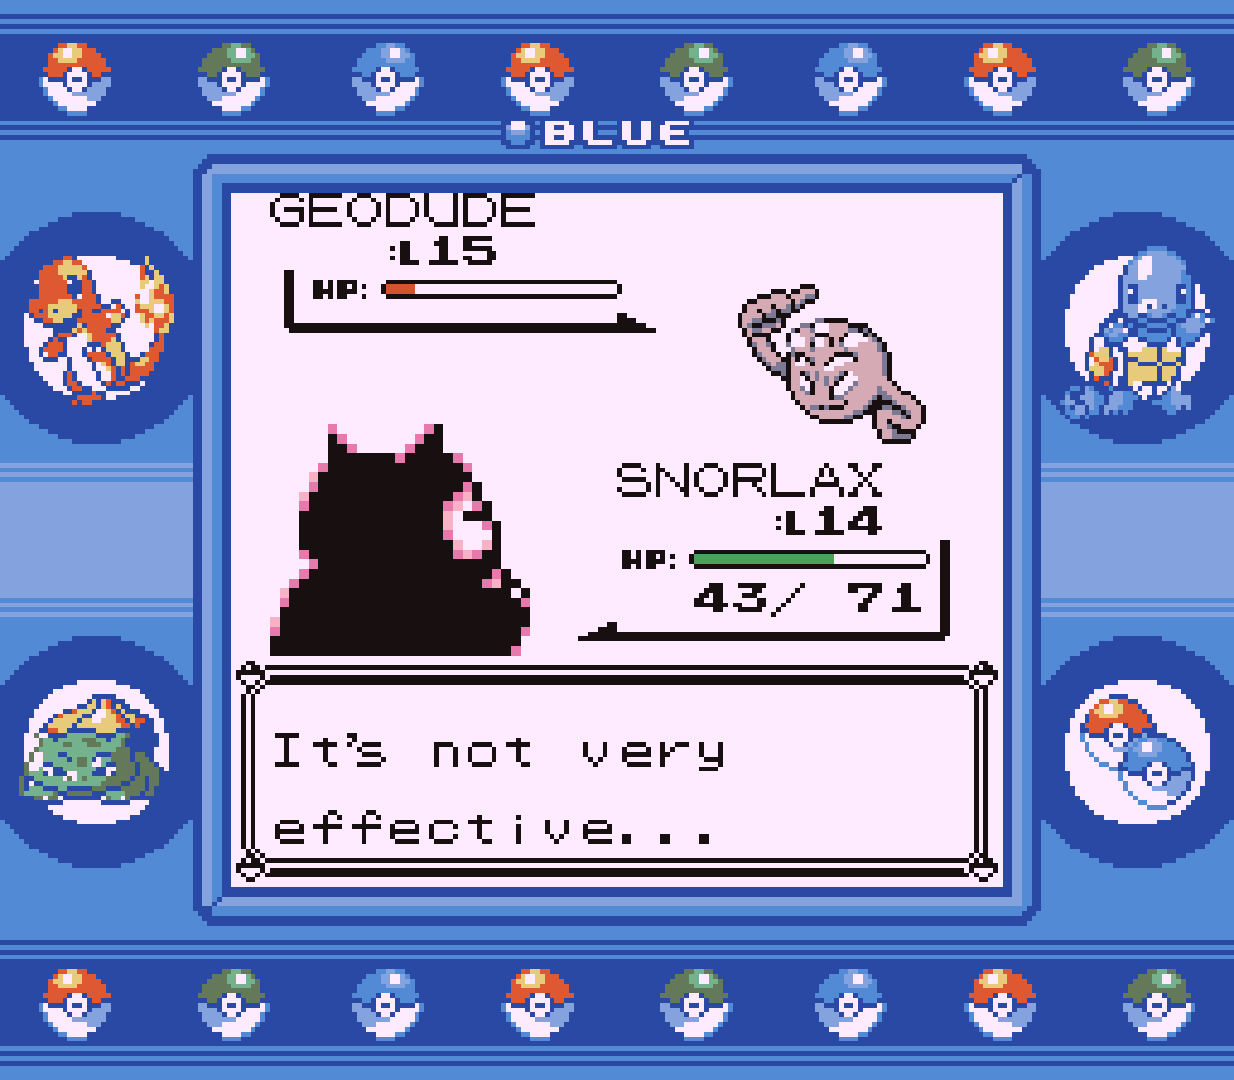 BLUE
GEODUDE
:L15
HP:
SNORLAX
:L14
HP:
43/ 71
It's not very
effective...